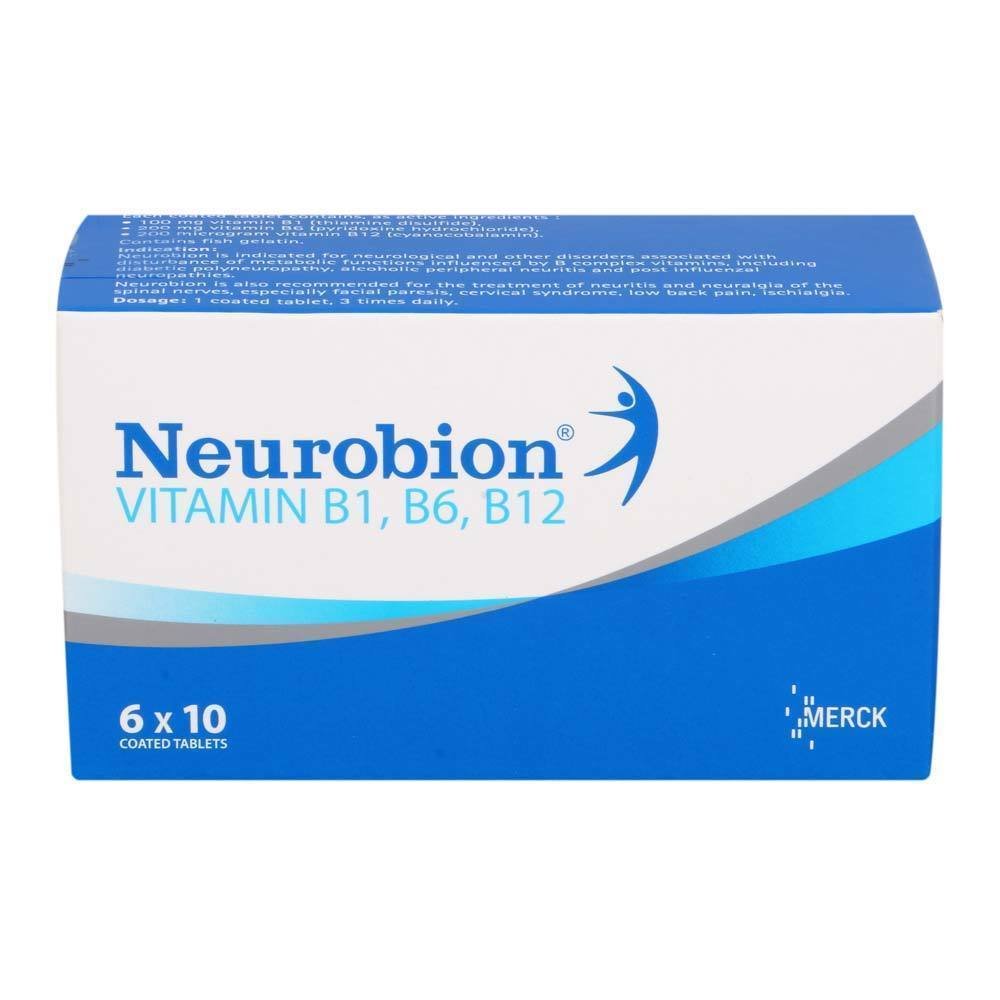 Each coated tablet contains, as active ingredients :
• 100 mg vitamin B1 (thiamine disulfide),
• 200 mg vitamin B6 (pyridoxine hydrochloride),
• 200 microgram vitamin B12 (cyanocobalamin).
Contains fish gelatin.
Indication:
Neurobion is indicated for neurological and other disorders associated with
disturbance of metabolic functions influenced by B complex vitamins, including
diabetic polyneuropathy, alcoholic peripheral neuritis and post influenzal
neuropathies.
Neurobion is also recommended for the treatment of neuritis and neuralgia of the
spinal nerves, especially facial paresis, cervical syndrome, low back pain, ischialgia.
Dosage: 1 coated tablet, 3 times daily.
Neurobion®
VITAMIN B1, B6, B12
6 x 10
COATED TABLETS
MERCK